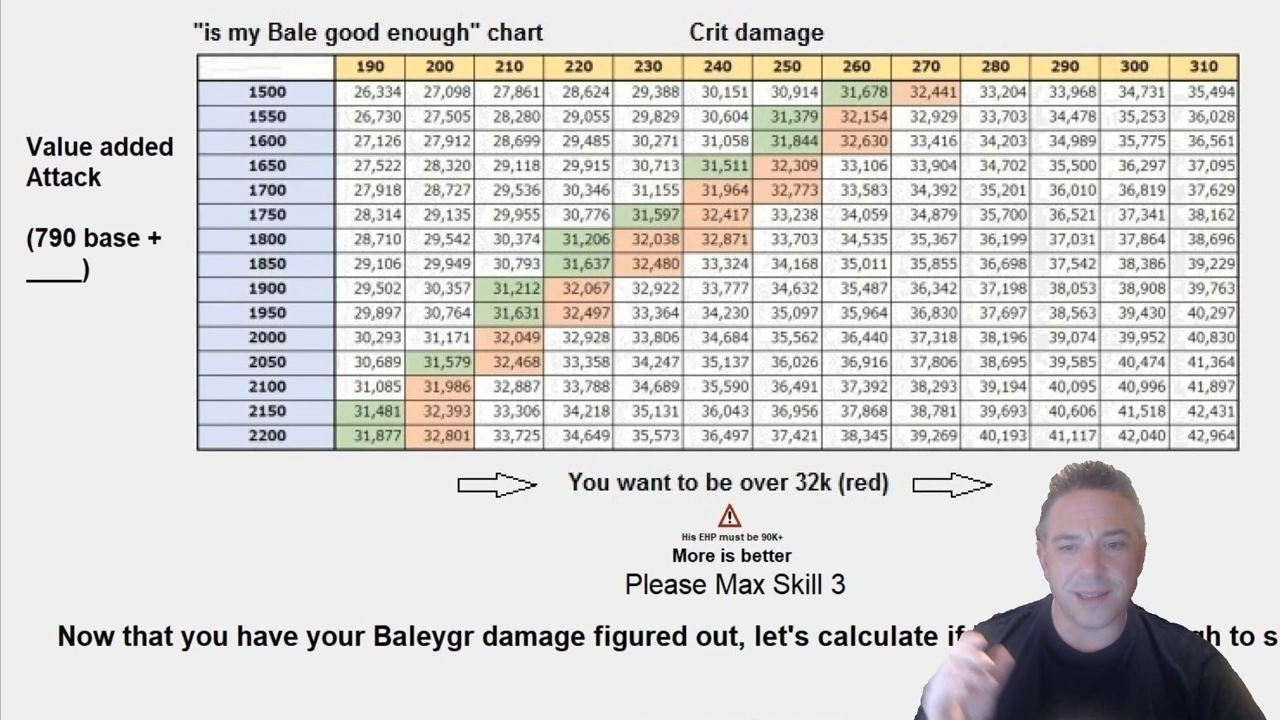 "is my Bale good enough" chart Crit damage
190 200 210 220 230 240 250 260 270 280 290 300 310
1500 26,334 27,098 27,861 28,624 29,388 30,151 30,914 31,678 32,441 33,204 33,968 34,731 35,494
1550 26,730 27,505 28,280 29,055 29,829 30,604 31,379 32,154 32,929 33,703 34,478 35,253 36,028
1600 27,126 27,912 28,699 29,485 30,271 31,058 31,844 32,630 33,416 34,203 34,989 35,775 36,561
1650 27,522 28,320 29,118 29,915 30,713 31,511 32,309 33,106 33,904 34,702 35,500 36,297 37,095
1700 27,918 28,727 29,536 30,346 31,155 31,964 32,773 33,583 34,392 35,201 36,010 36,819 37,629
1750 28,314 29,135 29,955 30,776 31,597 32,417 33,238 34,059 34,879 35,700 36,521 37,341 38,162
1800 28,710 29,542 30,374 31,206 32,038 32,871 33,703 34,535 35,367 36,199 37,031 37,864 38,696
1850 29,106 29,949 30,793 31,637 32,480 33,324 34,168 35,011 35,855 36,698 37,542 38,386 39,229
1900 29,502 30,357 31,212 32,067 32,922 33,777 34,632 35,487 36,342 37,198 38,053 38,908 39,763
1950 29,897 30,764 31,631 32,497 33,364 34,230 35,097 35,964 36,830 37,697 38,563 39,430 40,297
2000 30,293 31,171 32,049 32,928 33,806 34,684 35,562 36,440 37,318 38,196 39,074 39,952 40,830
2050 30,689 31,579 32,468 33,358 34,247 35,137 36,026 36,916 37,806 38,695 39,585 40,474 41,364
2100 31,085 31,986 32,887 33,788 34,689 35,590 36,491 37,392 38,293 39,194 40,095 40,996 41,897
2150 31,481 32,393 33,306 34,218 35,131 36,043 36,956 37,868 38,781 39,693 40,606 41,518 42,431
2200 31,877 32,801 33,725 34,649 35,573 36,497 37,421 38,345 39,269 40,193 41,117 42,040 42,964
Value added
Attack
(790 base +
____)
You want to be over 32k (red)
His EHP must be 90K+
More is better
Please Max Skill 3
Now that you have your Baleygr damage figured out, let's calculate if